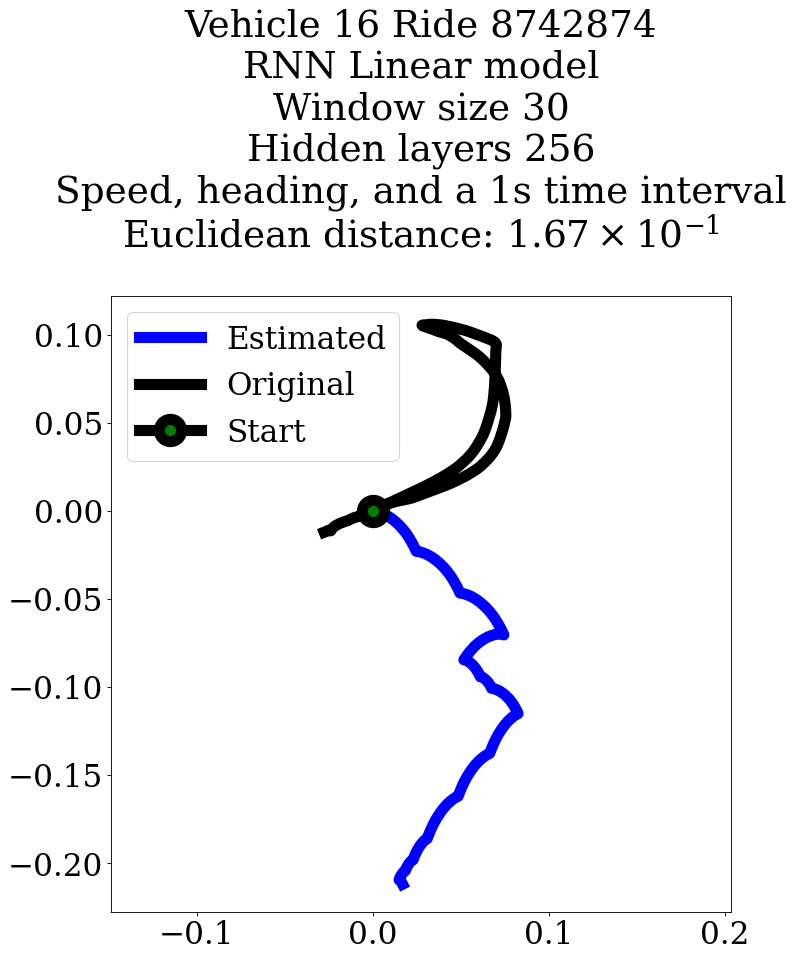 Vehicle 16 Ride 8742874
RNN Linear model
Window size 30
Hidden layers 256
Speed, heading, and a 1s time interval
Euclidean distance: 1.67 × 10⁻¹
Estimated
Original
Start
0.10
0.05
0.00
−0.05
−0.10
−0.15
−0.20
−0.1 0.0 0.1 0.2